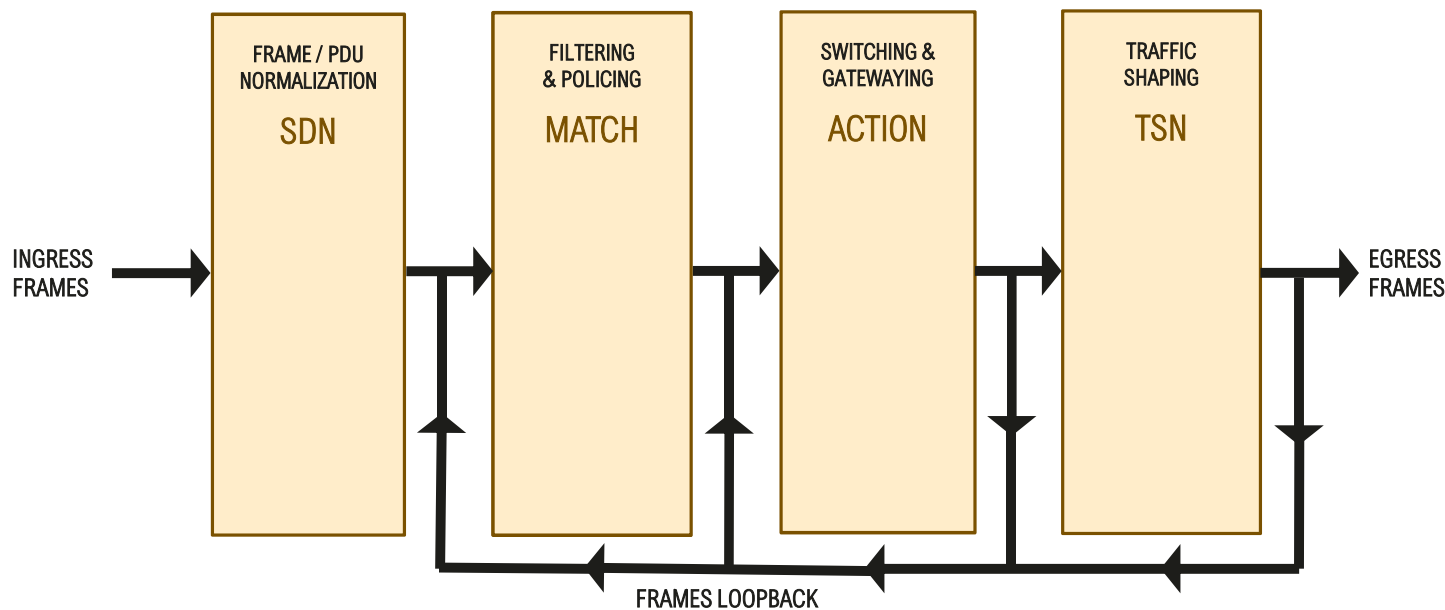 FRAME / PDU
NORMALIZATION
SDN
FILTERING
& POLICING
MATCH
SWITCHING &
GATEWAYING
ACTION
TRAFFIC
SHAPING
TSN
INGRESS
FRAMES
EGRESS
FRAMES
FRAMES LOOPBACK